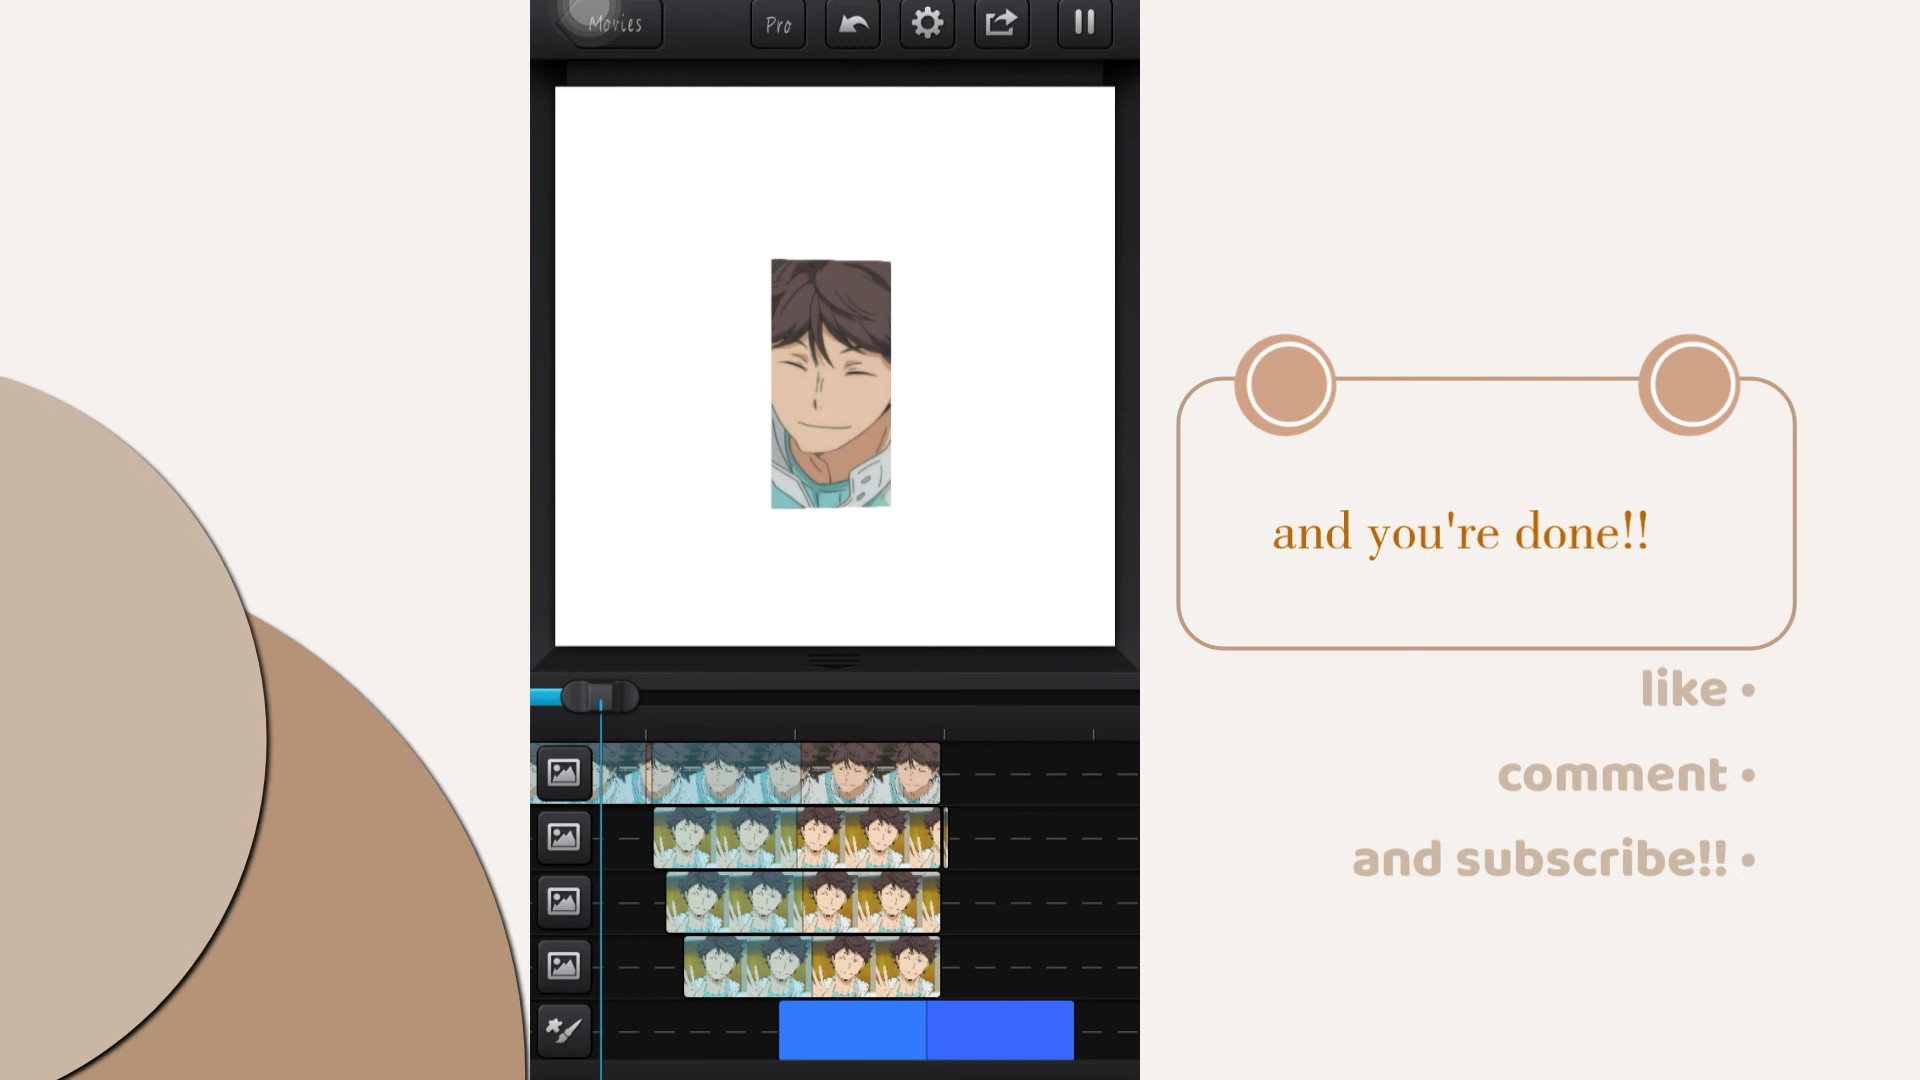 Movies
Pro
and you're done!!
like •
comment •
and subscribe!! •